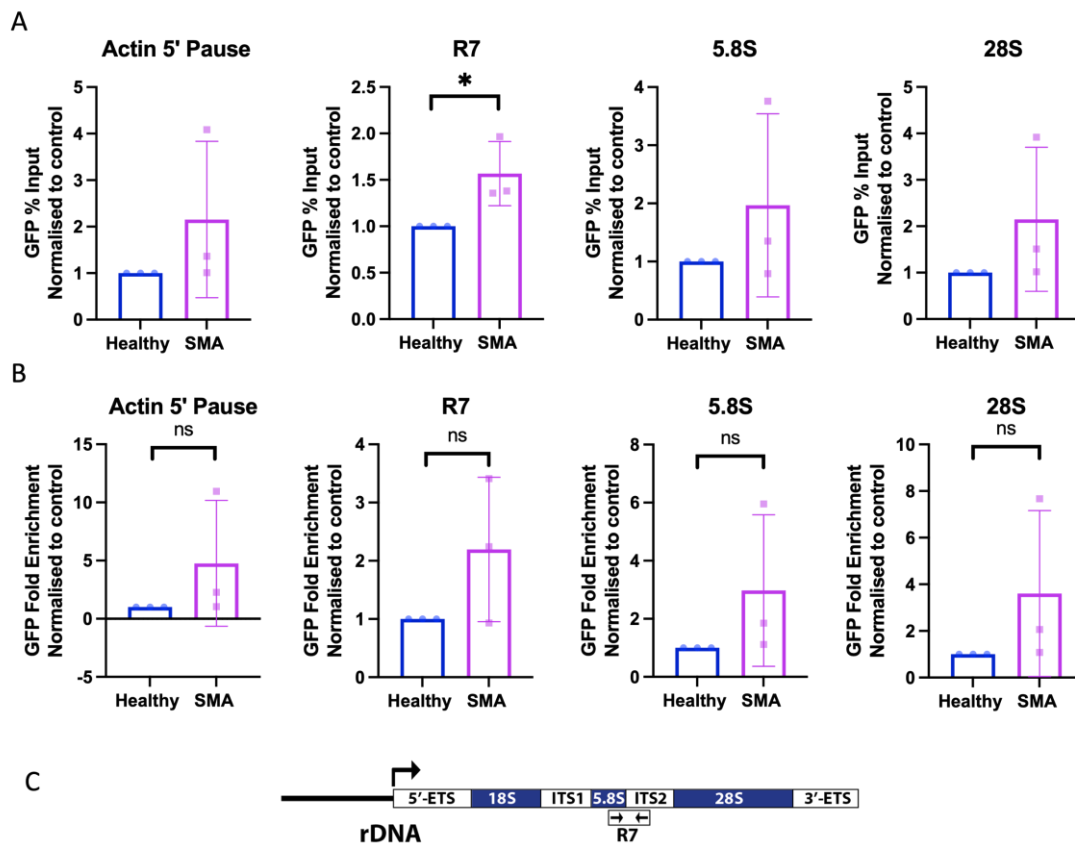 A
Actin 5' Pause
R7
5.8S
28S
GFP % Input
Normalised to control
5
4
3
2
1
0
Healthy
SMA
GFP % Input
Normalised to control
2.5
2.0
1.5
1.0
0.5
0.0
*
Healthy
SMA
GFP % Input
Normalised to control
4
3
2
1
0
Healthy
SMA
GFP % Input
Normalised to control
5
4
3
2
1
0
Healthy
SMA
B
Actin 5' Pause
R7
5.8S
28S
GFP Fold Enrichment
Normalised to control
15
10
5
0
-5
ns
Healthy
SMA
GFP Fold Enrichment
Normalised to control
4
3
2
1
0
ns
Healthy
SMA
GFP Fold Enrichment
Normalised to control
8
6
4
2
0
ns
Healthy
SMA
GFP Fold Enrichment
Normalised to control
10
8
6
4
2
0
ns
Healthy
SMA
C
5′-ETS 18S ITS1 5.8S ITS2 28S 3′-ETS
rDNA
R7